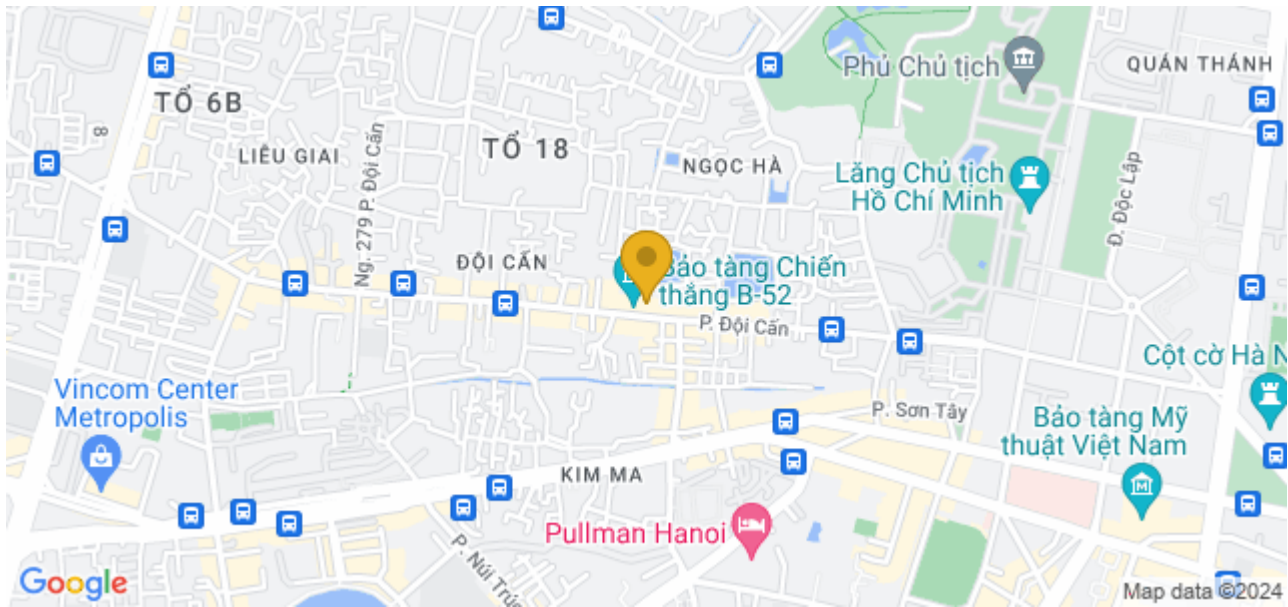 Phủ Chủ tịch
QUÁN THÁNH
TỔ 6B
8
LIỄU GIAI
Ng. 279 P. Đội Cấn
TỔ 18
NGỌC HÀ
Lăng Chủ tịch
Hồ Chí Minh
Đ. Độc Lập
ĐỘI CẤN
Bảo tàng Chiến
thắng B-52
P. Đội Cấn
Cột cờ Hà N
Vincom Center
Metropolis
P. Sơn Tây
Bảo tàng Mỹ
thuật Việt Nam
KIM MA
Pullman Hanoi
P. Núi Trúc
Google
Map data ©2024